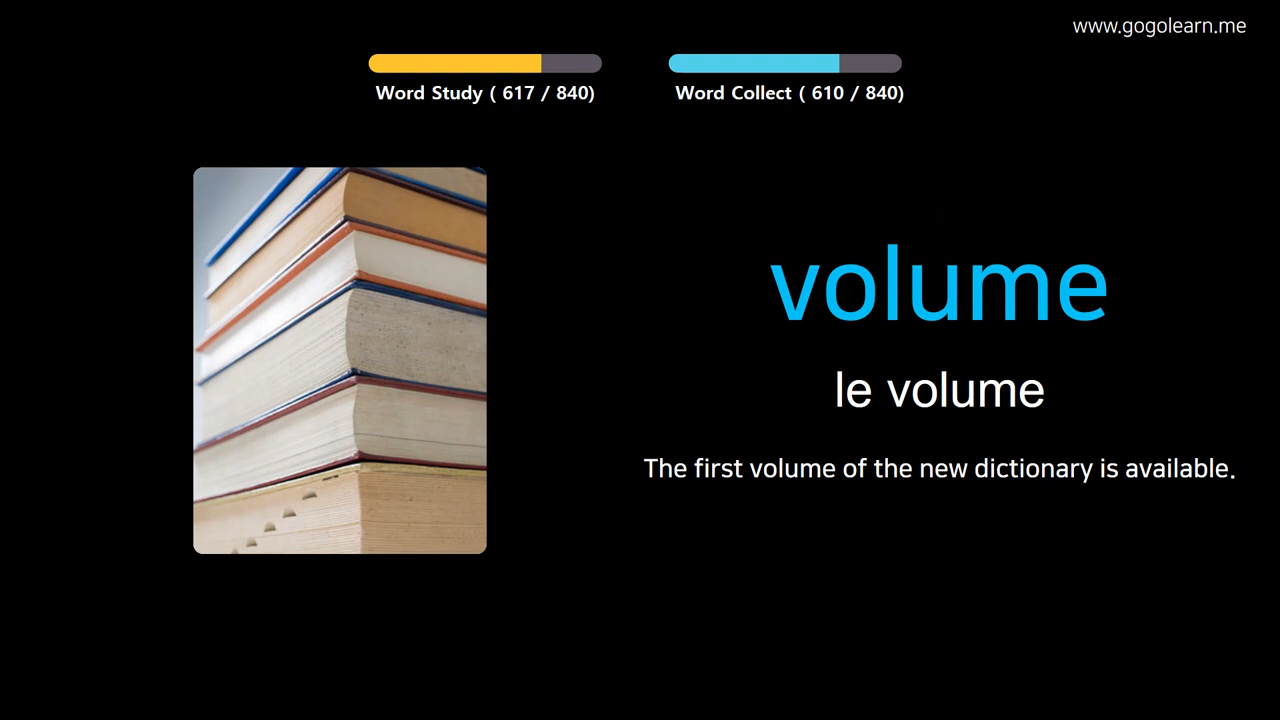 www.gogolearn.me
Word Study ( 617 / 840)
Word Collect ( 610 / 840)
volume
le volume
The first volume of the new dictionary is available.